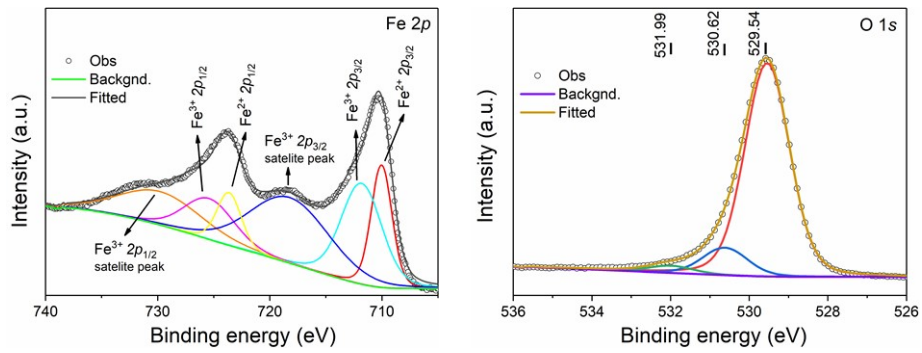 Fe 2p
Obs
Backgnd.
Fitted
Fe³⁺ 2p₁/₂
Fe²⁺ 2p₁/₂
Fe³⁺ 2p₃/₂
satelite peak
Fe³⁺ 2p₃/₂
Fe²⁺ 2p₃/₂
Fe³⁺ 2p₁/₂
satelite peak
Intensity (a.u.)
740 730 720 710
Binding energy (eV)
O 1s
531.99
530.62
529.54
Obs
Backgnd.
Fitted
Intensity (a.u.)
536 534 532 530 528 526
Binding energy (eV)